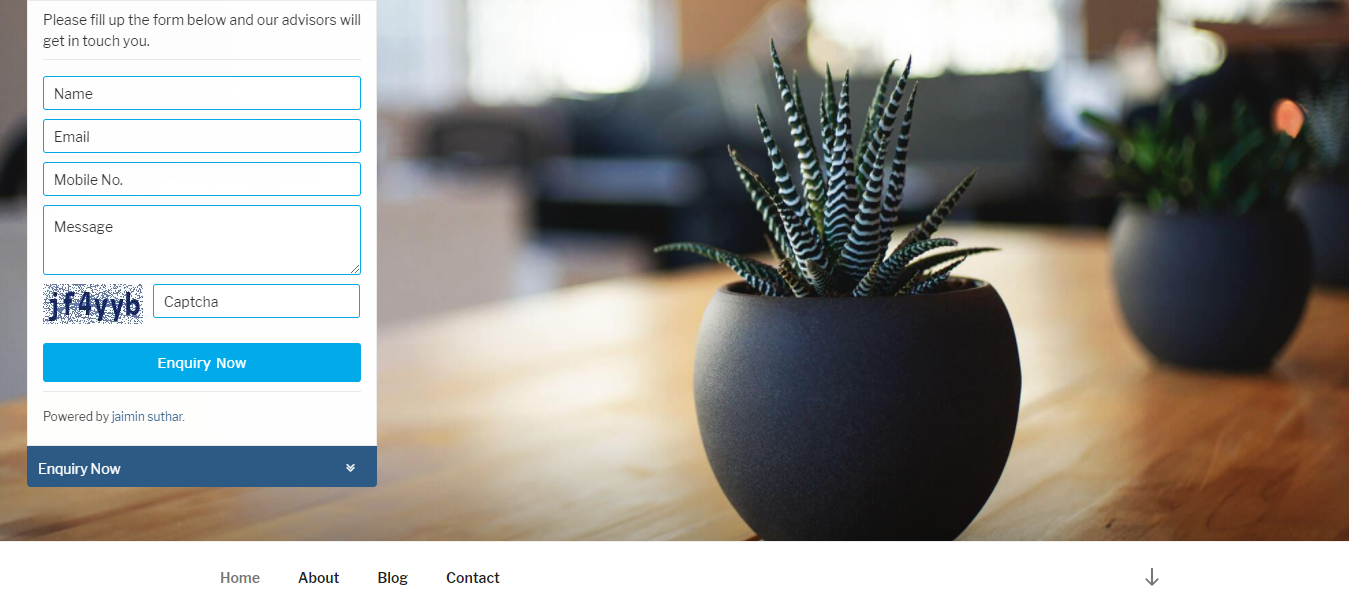 Please fill up the form below and our advisors will
get in touch you.
Name
Email
Mobile No.
Message
jf4yyb Captcha
Enquiry Now
Powered by jaimin suthar.
Enquiry Now
Home About Blog Contact